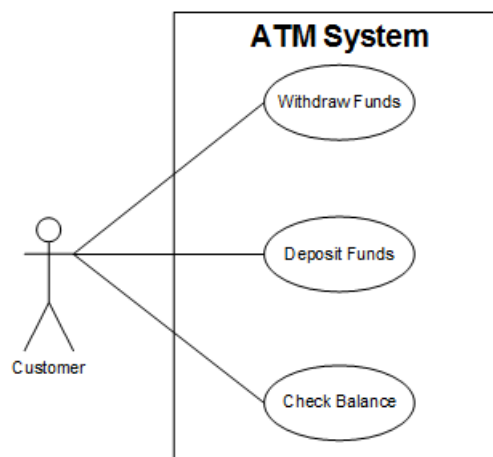 ATM System
Withdraw Funds
Deposit Funds
Customer
Check Balance